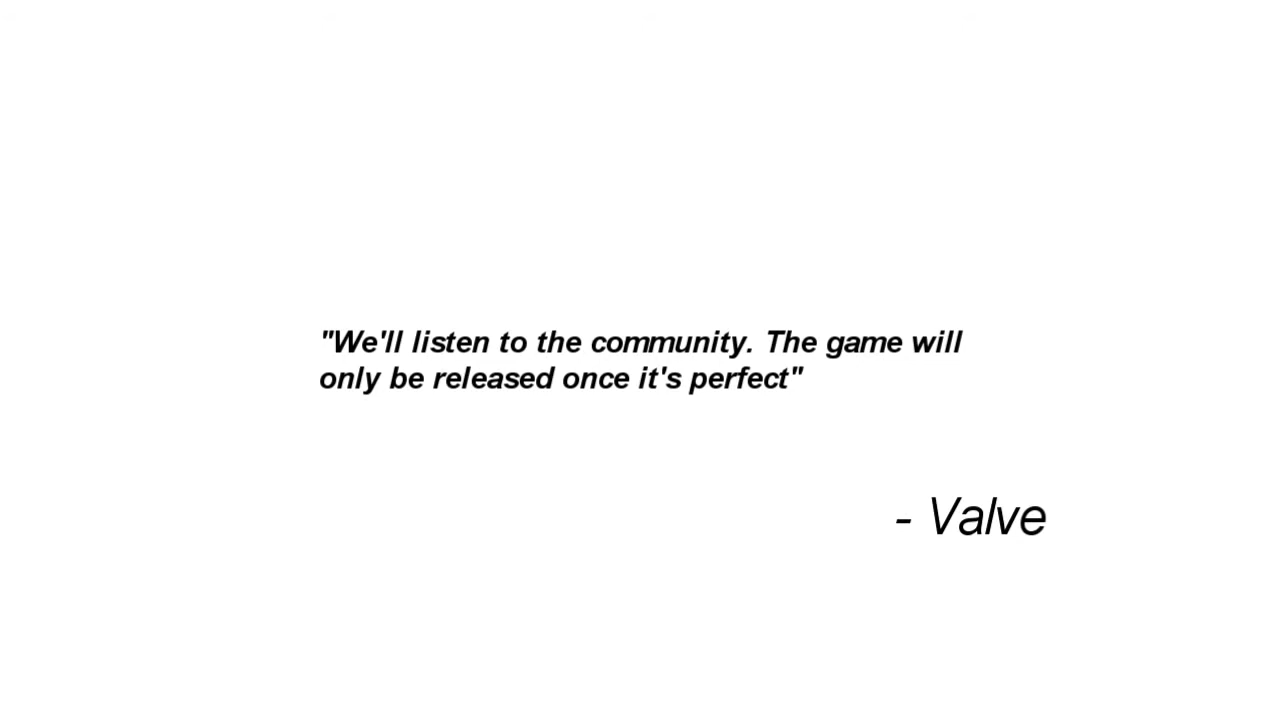 "We'll listen to the community. The game will
only be released once it's perfect"
- Valve